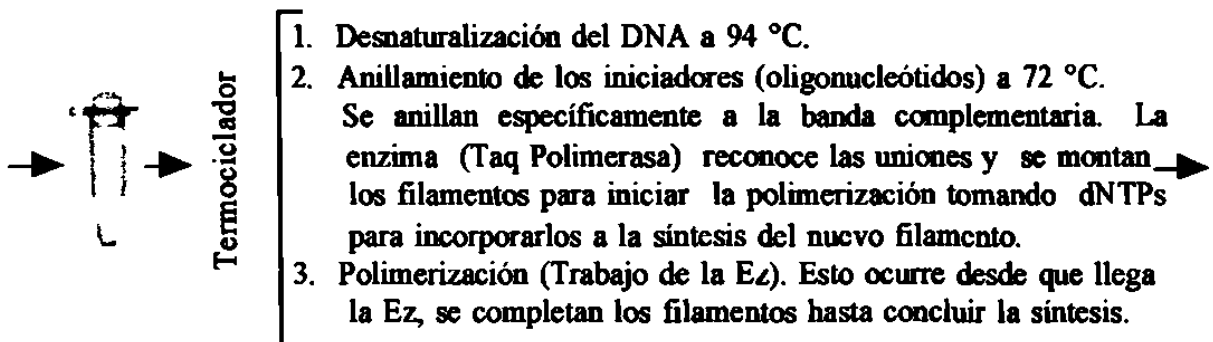 Termociclador
1. Desnaturalización del DNA a 94 °C.
2. Anillamiento de los iniciadores (oligonucleótidos) a 72 °C.
Se anillan específicamente a la banda complementaria. La
enzima (Taq Polimerasa) reconoce las uniones y se montan
los filamentos para iniciar la polimerización tomando dNTPs
para incorporarlos a la síntesis del nuevo filamento.
3. Polimerización (Trabajo de la Ez). Esto ocurre desde que llega
la Ez, se completan los filamentos hasta concluir la síntesis.